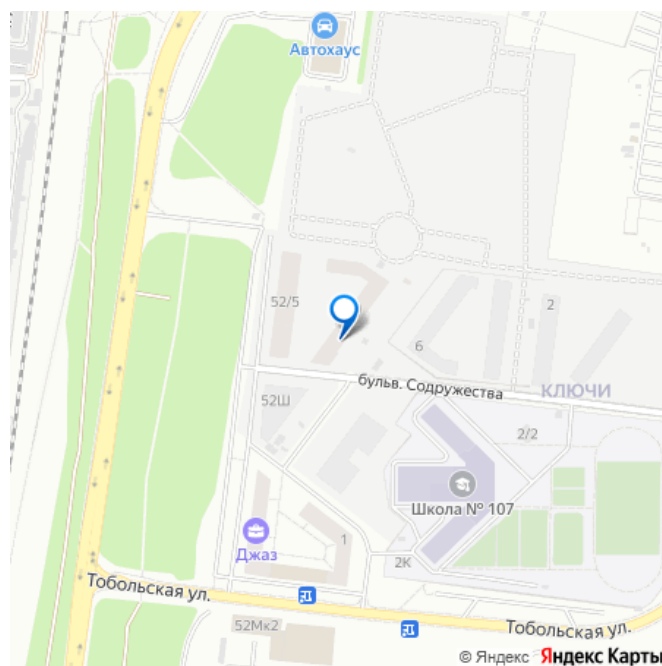 Автохаус
52/5
2
6
бульв. Содружества
КЛЮЧИ
52Ш
2/2
Школа № 107
Джаз
1
2К
Тобольская ул.
52Мк2
Тобольская ул.
© Яндекс Яндекс Карты